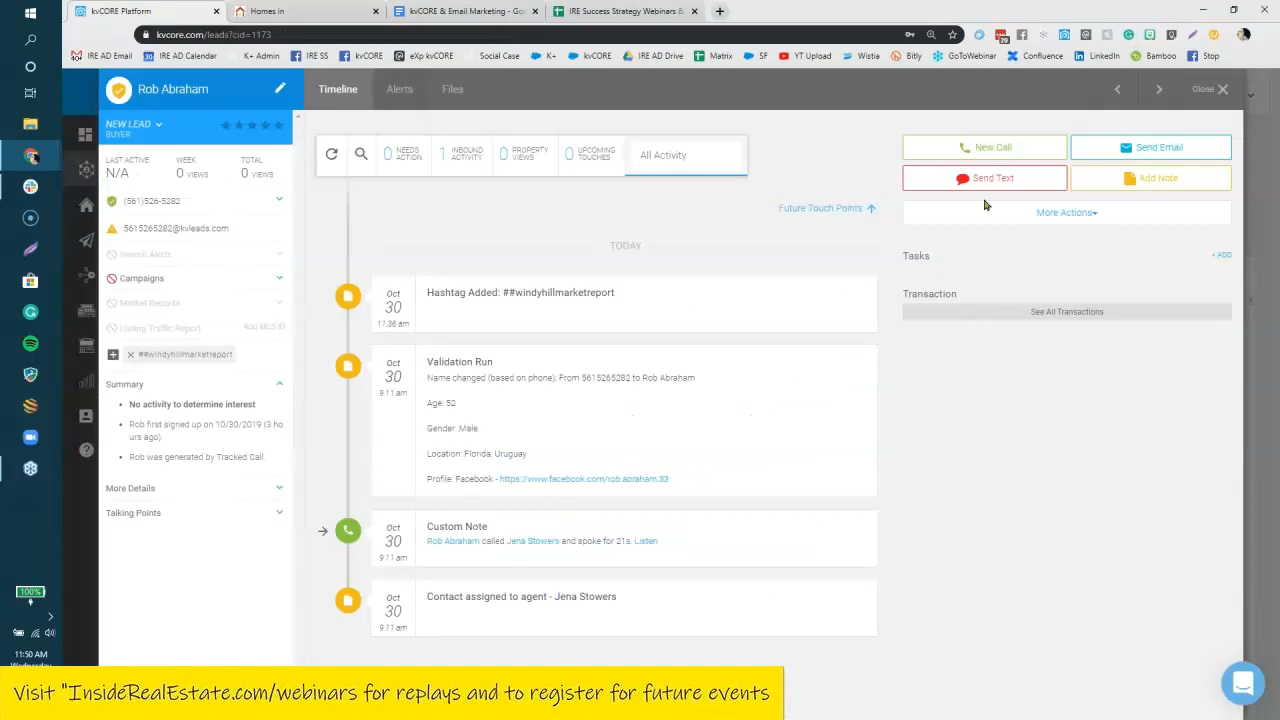 kvCORE Platform
Homes in
kvCORE & Email Marketing - Go
IRE Success Strategy Webinars &
kvcore.com/leads?cid=1173
IRE AD Email
IRE AD Calendar
K+ Admin
IRE SS
kvCORE
eXp kvCORE
IRE AD Drive
Matrix
SF
YT Upload
Wistia
Bitly
GoToWebinar
Confluence
LinkedIn
Bancroft
Noun
Stop
Rob Abraham
Timeline
Alerts
Files
Close
NEW LEAD
BUYER
LAST ACTIVE
N/A
WEEK
0 VIEWS
TOTAL
0 VIEWS
(561)526-5282
5615265282@kvleads.com
Search Alerts
Campaigns
Market Reports
Listing Traffic Report
Add MLS ID
##windyhillmarketreport
Summary
No activity to determine interest
Rob first signed up on 10/30/2019 (3 ho
urs ago).
Rob was generated by Tracked Call.
More Details
Talking Points
0 NEEDS ACTION
1 INBOUND ACTIVITY
0 PROPERTY VIEWS
0 UPCOMING TOUCHES
All Activity
Future Touch Points
TODAY
Oct
30
11:36 am
Hashtag Added: ##windyhillmarketreport
Oct
30
9:11 am
Validation Run
Name changed (based on phone); From 5615265282 to Rob Abraham
Age: 52
Gender: Male
Location: Florida, Uruguay
Profile: Facebook - https://www.facebook.com/rob.abraham.33
Oct
30
9:11 am
Custom Note
Rob Abraham called Jena Stowers and spoke for 21s. Listen
Oct
30
9:11 am
Contact assigned to agent - Jena Stowers
New Call
Send Email
Send Text
Add Note
More Actions
Tasks
+ ADD
Transaction
See All Transactions
100%
11:50 AM
Wednesday
Visit "InsideRealEstate.com/webinars for replays and to register for future events